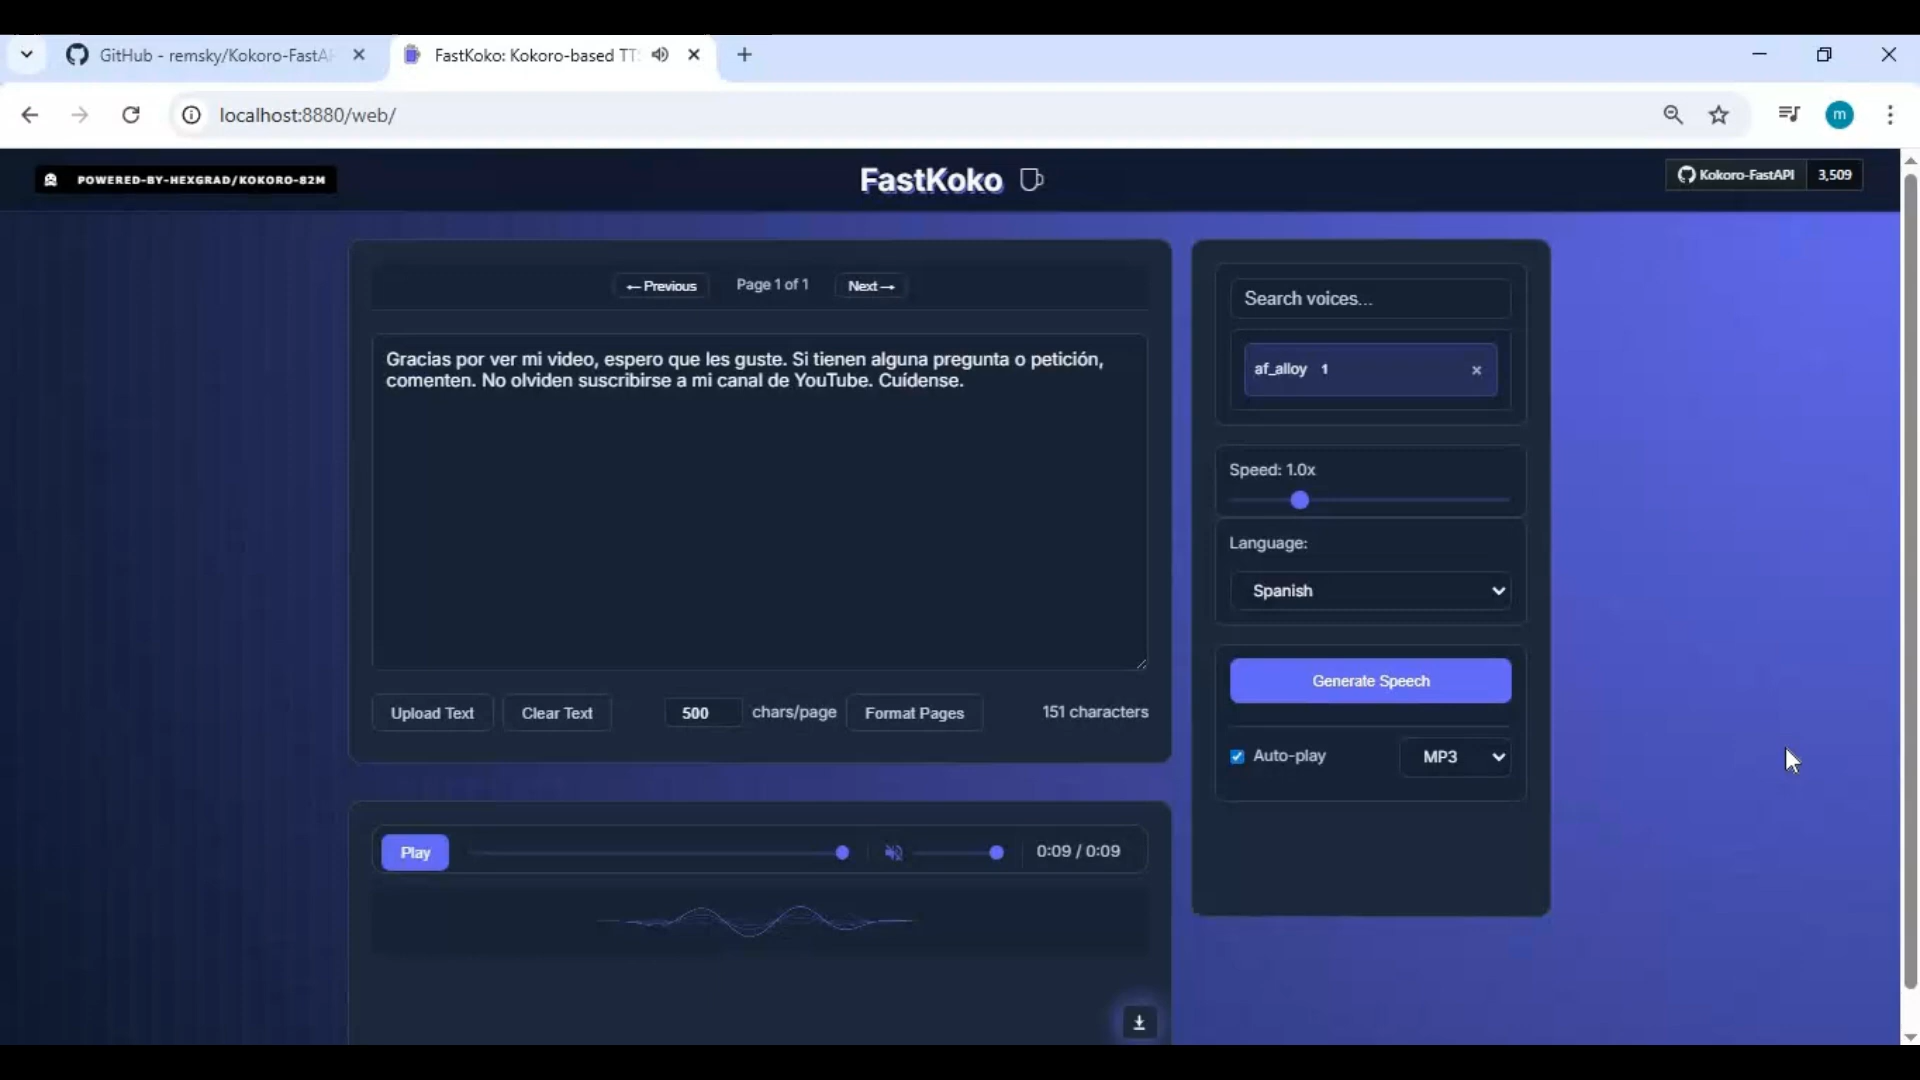 GitHub - remsky/Kokoro-FastAP
FastKoko: Kokoro-based TTS
localhost:8880/web/
m
POWERED-BY-HEXGRAD/KOKORO-82M
FastKoko
Kokoro-FastAPI 3,509
←Previous Page 1 of 1 Next→
Gracias por ver mi video, espero que les guste. Si tienen alguna pregunta o petición,
comenten. No olviden suscribirse a mi canal de YouTube. Cuídense.
Upload Text Clear Text 500 chars/page Format Pages 151 characters
Play 0:09 / 0:09
Search voices...
af_alloy 1 ×
Speed: 1.0x
Language:
Spanish
Generate Speech
Auto-play MP3